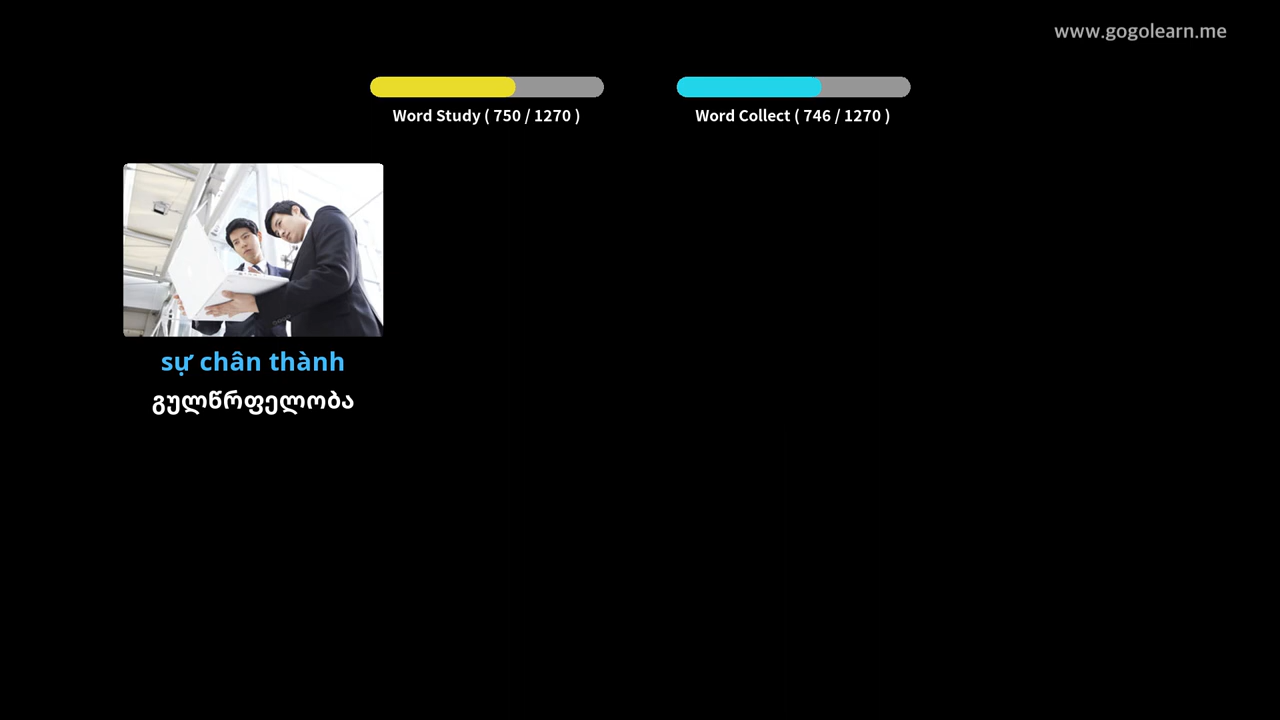 www.gogolearn.me
Word Study ( 750 / 1270 )
Word Collect ( 746 / 1270 )
sự chân thành
გულწრფელობა